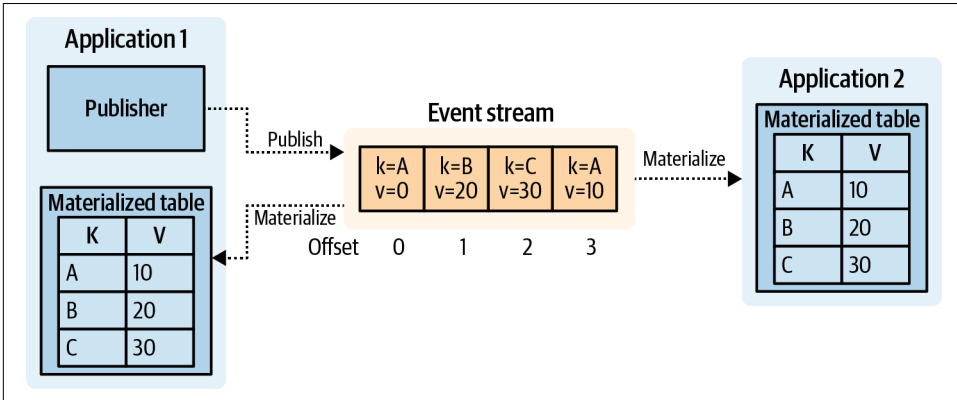 Application 1
Publisher
Publish
Materialized table
K V
A 10
B 20
C 30
Materialize
Event stream
k=A k=B k=C k=A
v=0 v=20 v=30 v=10
Offset 0 1 2 3
Materialize
Application 2
Materialized table
K V
A 10
B 20
C 30